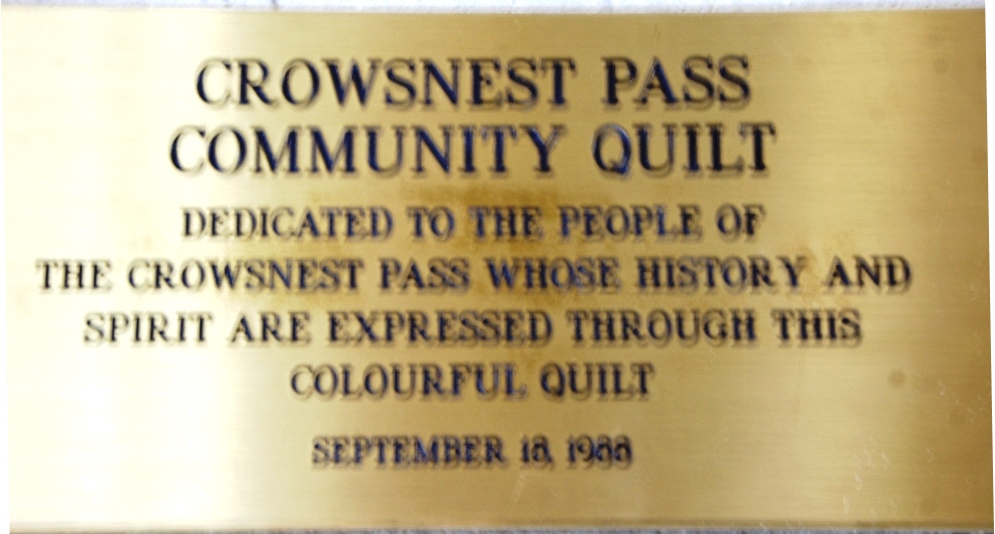 CROWSNEST PASS
COMMUNITY QUILT
DEDICATED TO THE PEOPLE OF
THE CROWSNEST PASS WHOSE HISTORY AND
SPIRIT ARE EXPRESSED THROUGH THIS
COLOURFUL QUILT
SEPTEMBER 18, 1988